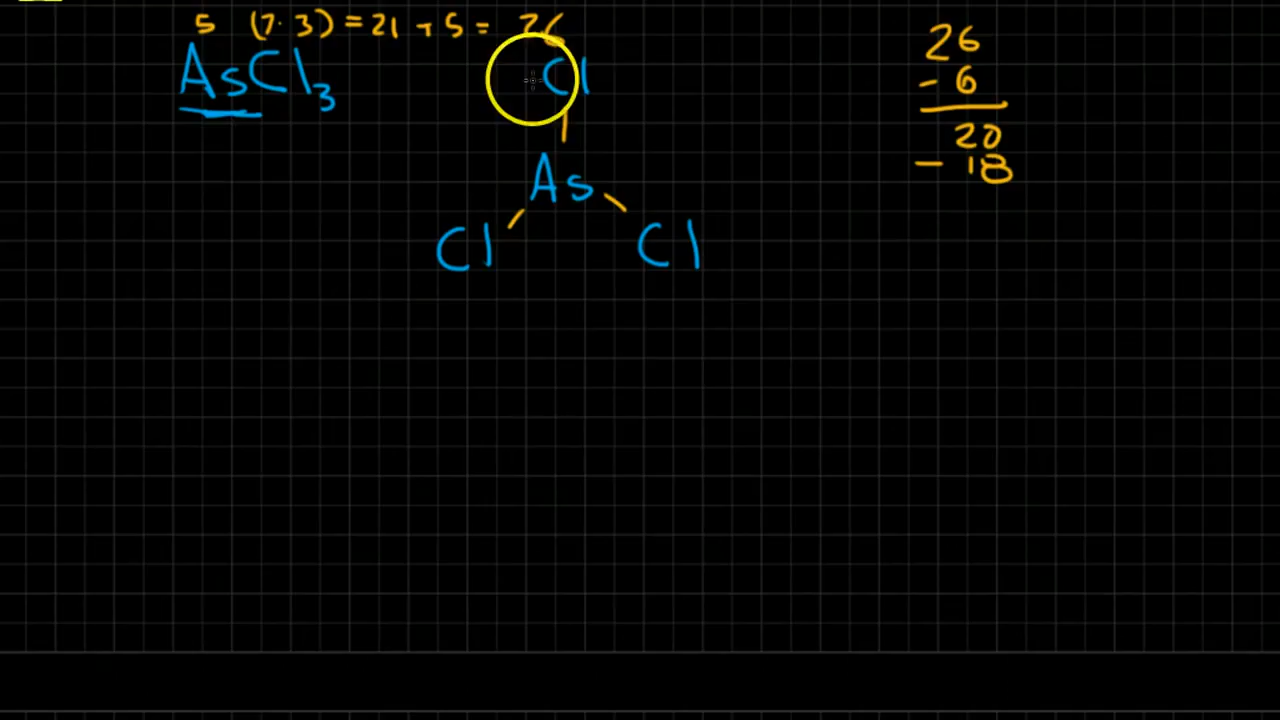 5 (7·3) = 21 + 5 = 26
AsCl₃
Cl
As
Cl Cl
26
- 6
20
- 18